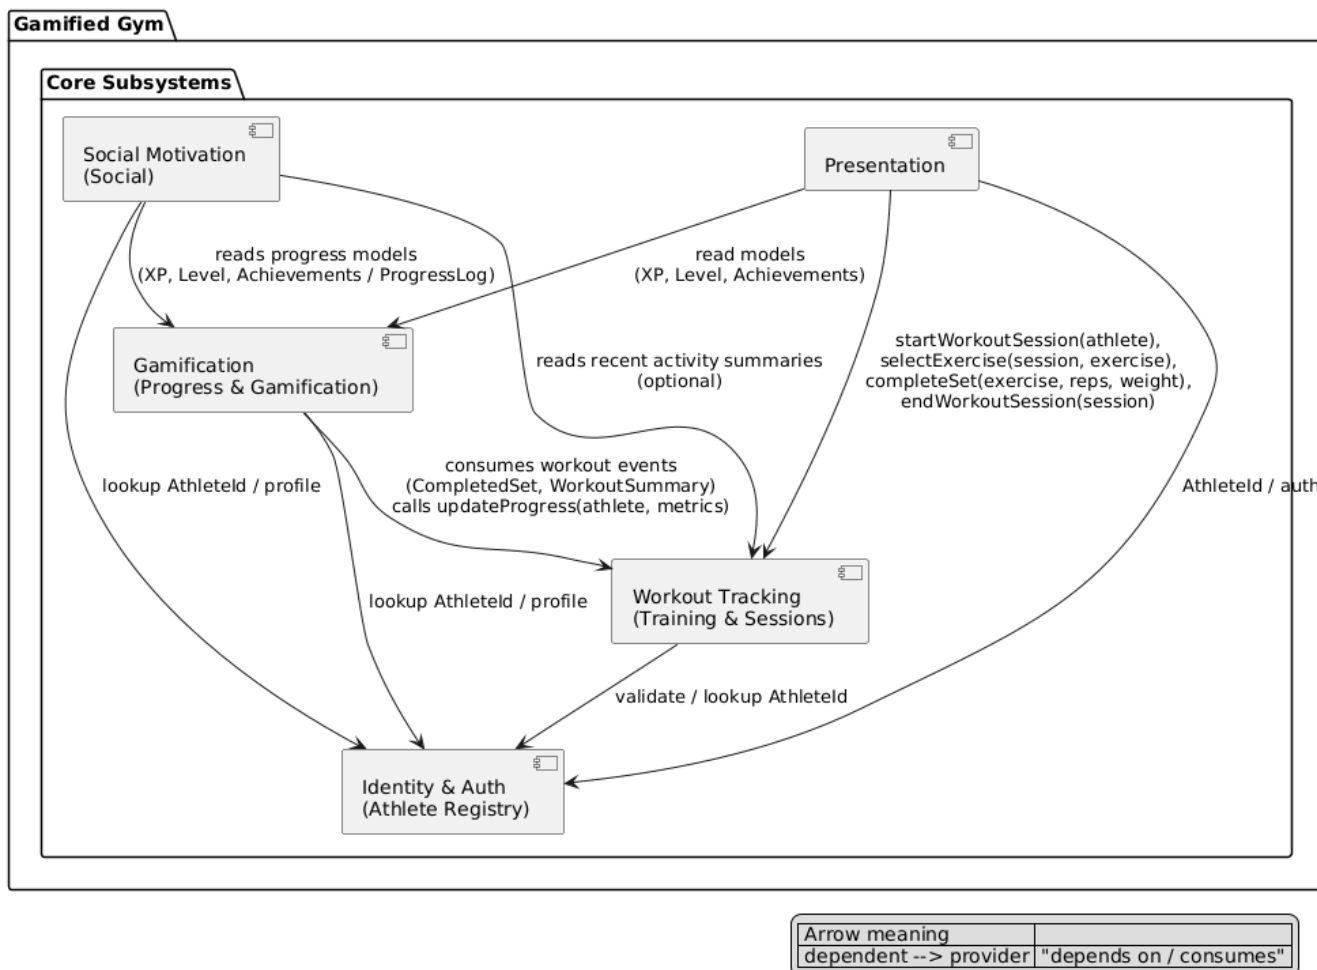 Gamified Gym
Core Subsystems
Social Motivation
(Social)
Presentation
reads progress models
(XP, Level, Achievements / ProgressLog)
read models
(XP, Level, Achievements)
Gamification
(Progress & Gamification)
reads recent activity summaries
(optional)
startWorkoutSession(athlete),
selectExercise(session, exercise),
completeSet(exercise, reps, weight),
endWorkoutSession(session)
lookup AthleteId / profile
consumes workout events
(CompletedSet, WorkoutSummary)
calls updateProgress(athlete, metrics)
AthleteId / auth
lookup AthleteId / profile
Workout Tracking
(Training & Sessions)
validate / lookup AthleteId
Identity & Auth
(Athlete Registry)
Arrow meaning
dependent --> provider "depends on / consumes"